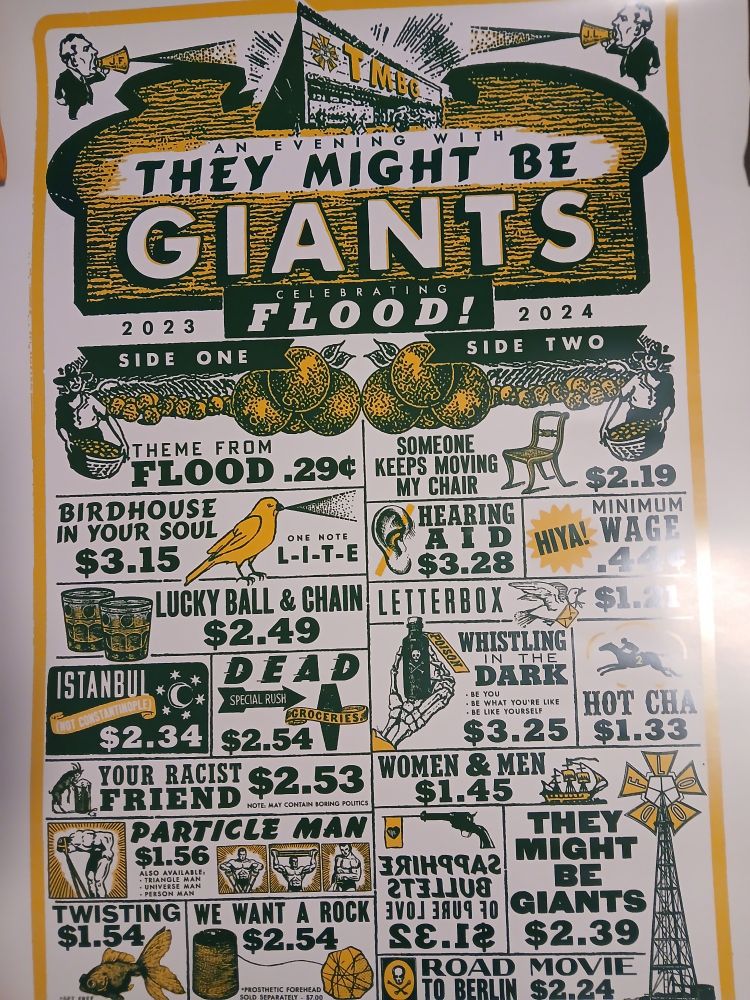 J.F.
J.L.
TMBG
AN EVENING WITH
THEY MIGHT BE
GIANTS
CELEBRATING
FLOOD!
2023
2024
SIDE ONE
THEME FROM
FLOOD .29¢
BIRDHOUSE
IN YOUR SOUL
$3.15
ONE NOTE
L-I-T-E
LUCKY BALL & CHAIN
$2.49
ISTANBUL
(NOT CONSTANTINOPLE)
$2.34
DEAD
SPECIAL RUSH
GROCERIES
$2.54
YOUR RACIST
FRIEND
$2.53
NOTE: MAY CONTAIN BORING POLITICS
PARTICLE MAN
$1.56
ALSO AVAILABLE:
• TRIANGLE MAN
• UNIVERSE MAN
• PERSON MAN
TWISTING
$1.54
WE WANT A ROCK
$2.54
*PROSTHETIC FOREHEAD
SOLD SEPARATELY - $7.00
SIDE TWO
SOMEONE
KEEPS MOVING
MY CHAIR
$2.19
HEARING
AID
$3.28
HIYA!
MINIMUM
WAGE
.44
LETTERBOX
$1.21
POISON
WHISTLING
IN THE
DARK
• BE YOU
• BE WHAT YOU'RE LIKE
• BE LIKE YOURSELF
$3.25
2
HOT CHA
$1.33
WOMEN & MEN
$1.45
FLOOD
SAPPHIRE
BULLETS
OF PURE LOVE
$1.32
THEY
MIGHT
BE
GIANTS
$2.39
ROAD MOVIE
TO BERLIN $2.24